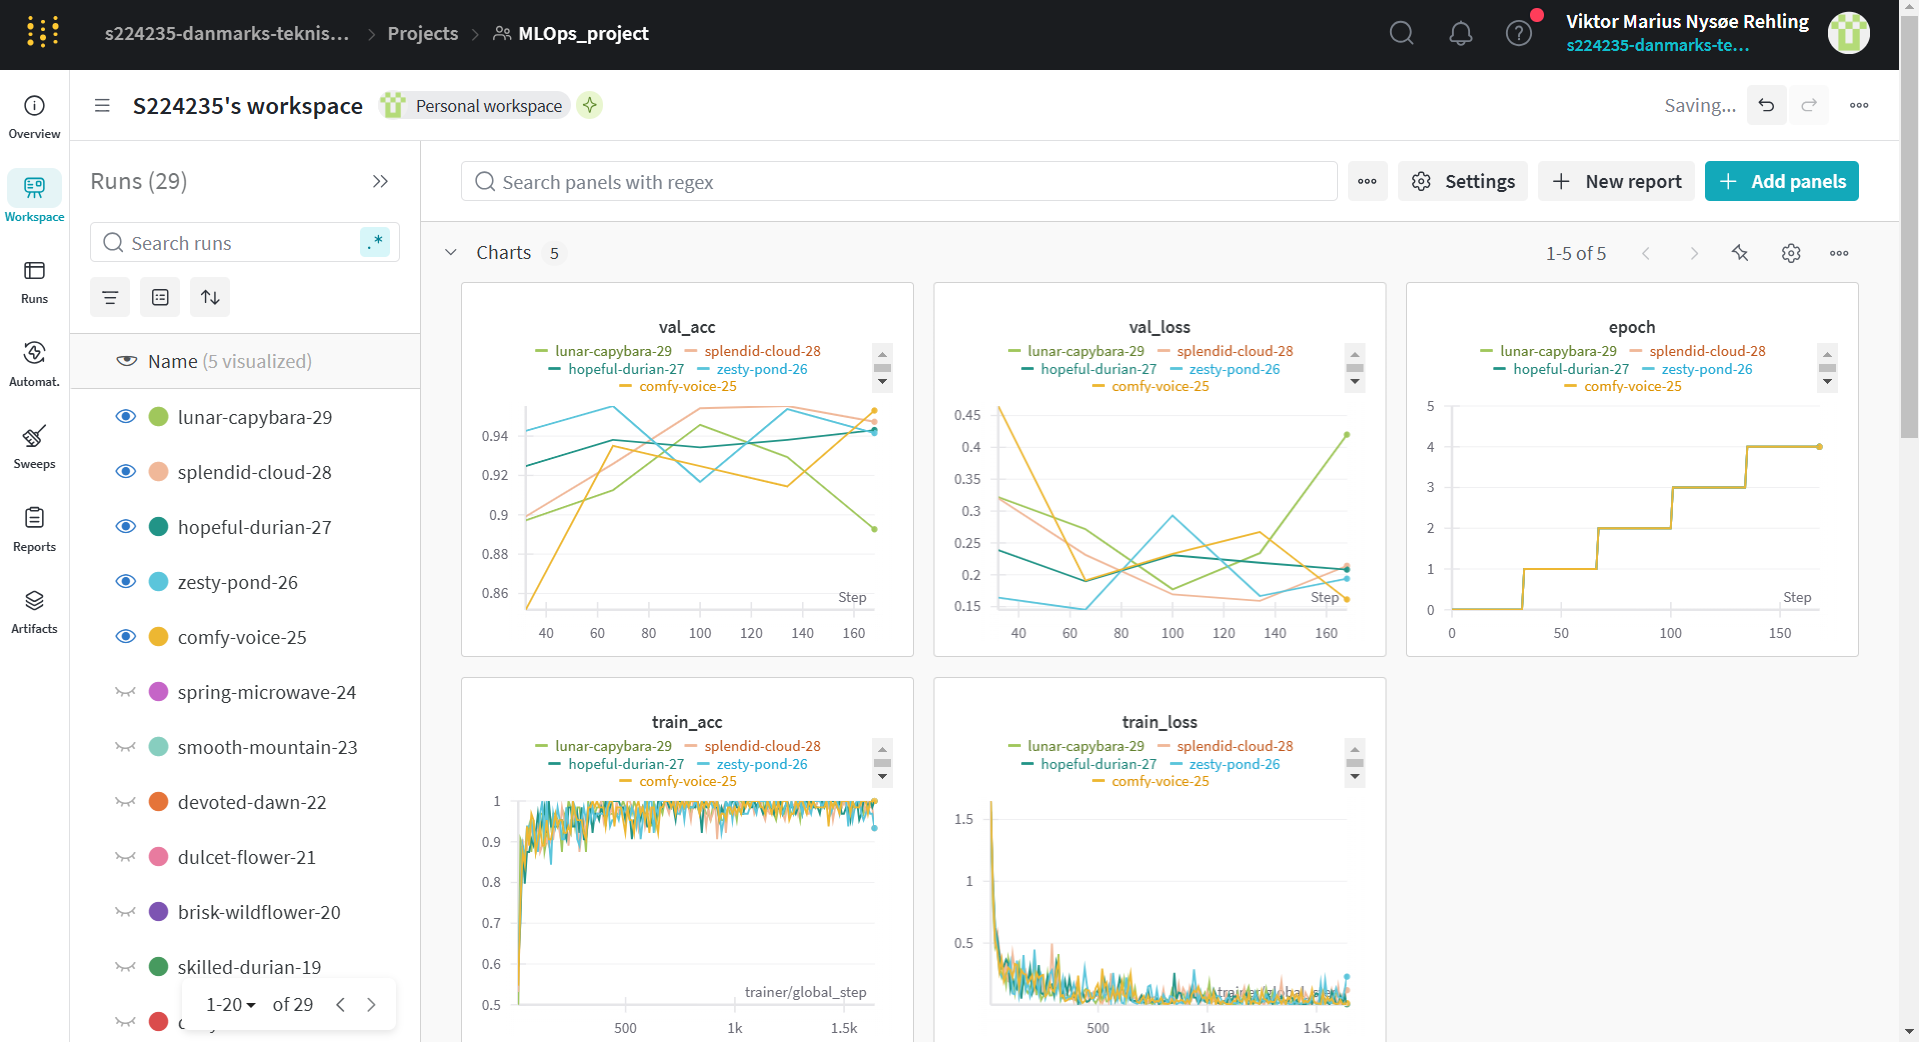 s224235-danmarks-teknis... > Projects > MLOps_project
Viktor Marius Nysøe Rehling
s224235-danmarks-te...
S224235's workspace
Personal workspace
Saving...
Overview
Workspace
Runs
Automat.
Sweeps
Reports
Artifacts
Runs (29)
Search runs
.*
Name (5 visualized)
lunar-capybara-29
splendid-cloud-28
hopeful-durian-27
zesty-pond-26
comfy-voice-25
spring-microwave-24
smooth-mountain-23
devoted-dawn-22
dulcet-flower-21
brisk-wildflower-20
skilled-durian-19
1-20 of 29
Search panels with regex
Settings
New report
Add panels
Charts 5
1-5 of 5
val_acc
lunar-capybara-29 splendid-cloud-28
hopeful-durian-27 zesty-pond-26
comfy-voice-25
0.94
0.92
0.9
0.88
0.86
Step
40 60 80 100 120 140 160
val_loss
lunar-capybara-29 splendid-cloud-28
hopeful-durian-27 zesty-pond-26
comfy-voice-25
0.45
0.4
0.35
0.3
0.25
0.2
0.15
Step
40 60 80 100 120 140 160
epoch
lunar-capybara-29 splendid-cloud-28
hopeful-durian-27 zesty-pond-26
comfy-voice-25
5
4
3
2
1
0
Step
0 50 100 150
train_acc
lunar-capybara-29 splendid-cloud-28
hopeful-durian-27 zesty-pond-26
comfy-voice-25
1
0.9
0.8
0.7
0.6
0.5
trainer/global_step
500 1k 1.5k
train_loss
lunar-capybara-29 splendid-cloud-28
hopeful-durian-27 zesty-pond-26
comfy-voice-25
1.5
1
0.5
trainer/global_step
500 1k 1.5k